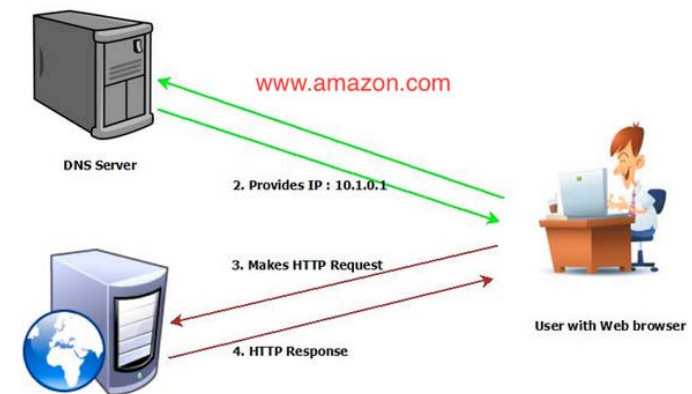 www.amazon.com
DNS Server
2. Provides IP : 10.1.0.1
3. Makes HTTP Request
User with Web browser
4. HTTP Response